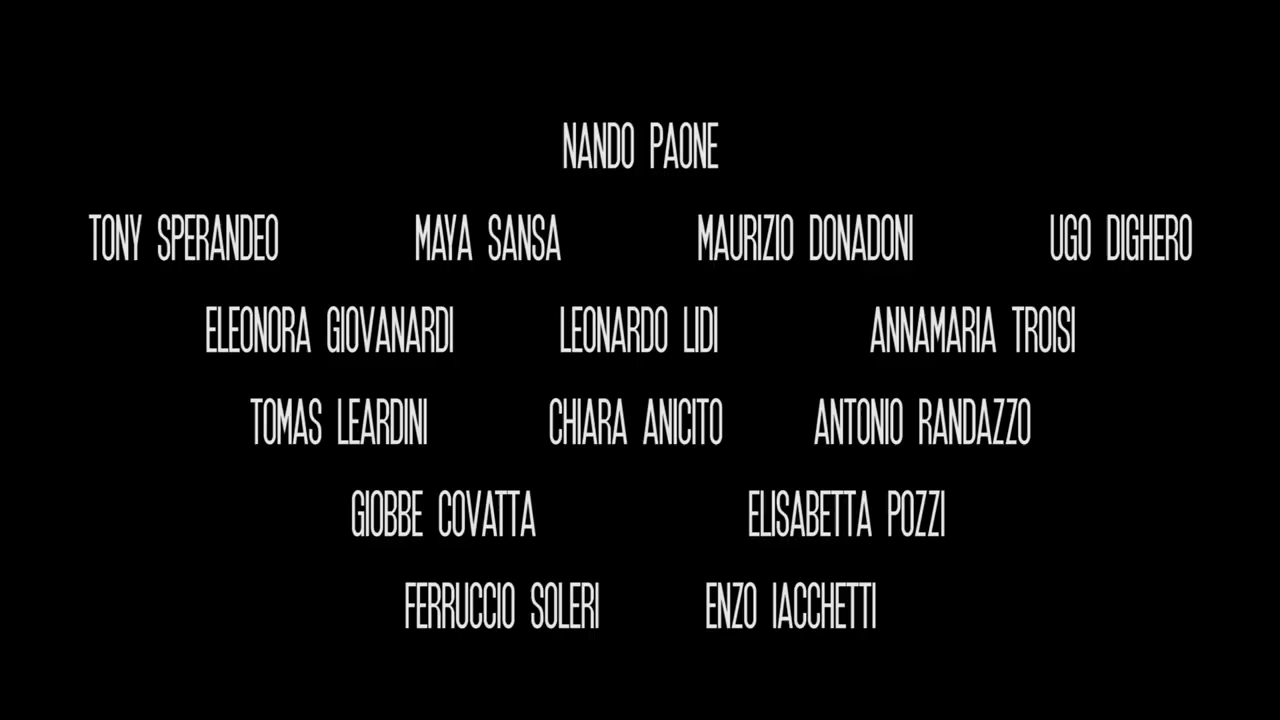 NANDO PAONE
TONY SPERANDEO MAYA SANSA MAURIZIO DONADONI UGO DIGHERO
ELEONORA GIOVANARDI LEONARDO LIDI ANNAMARIA TROISI
TOMAS LEARDINI CHIARA ANICITO ANTONIO RANDAZZO
GIOBBE COVATTA ELISABETTA POZZI
FERRUCCIO SOLERI ENZO IACCHETTI